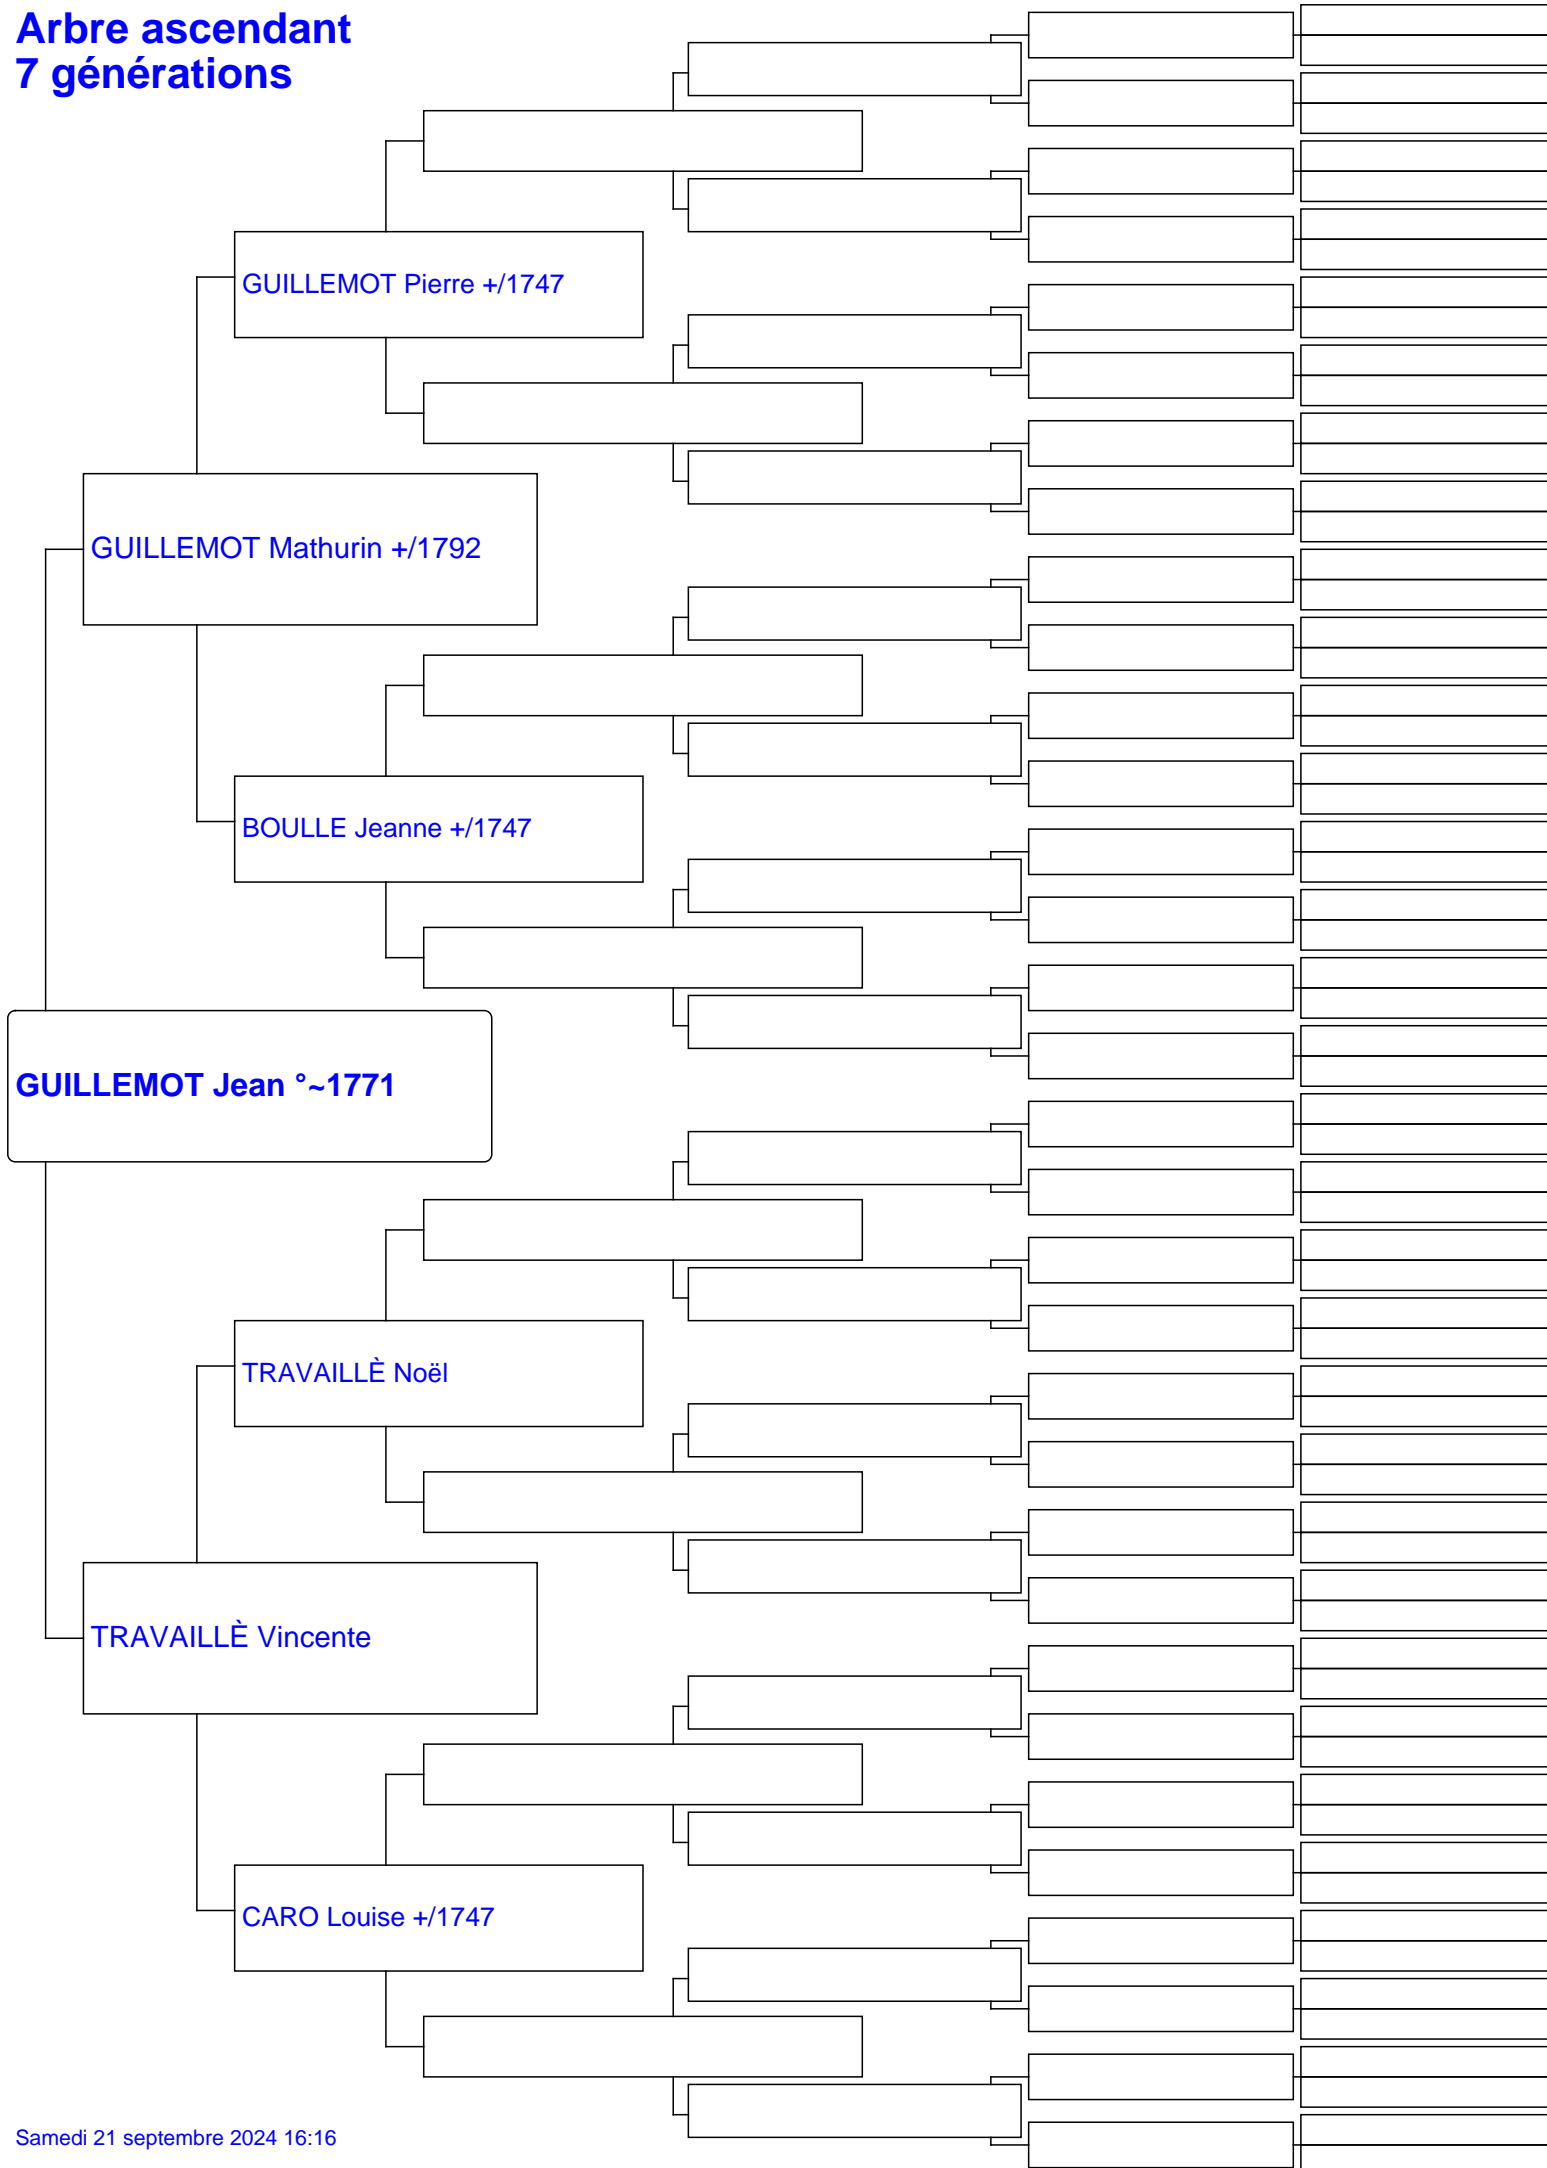 Arbre ascendant
7 générations
GUILLEMOT Pierre +/1747
GUILLEMOT Mathurin +/1792
BOULLE Jeanne +/1747
GUILLEMOT Jean °~1771
TRAVAILLÈ Noël
TRAVAILLÈ Vincente
CARO Louise +/1747
Samedi 21 septembre 2024 16:16